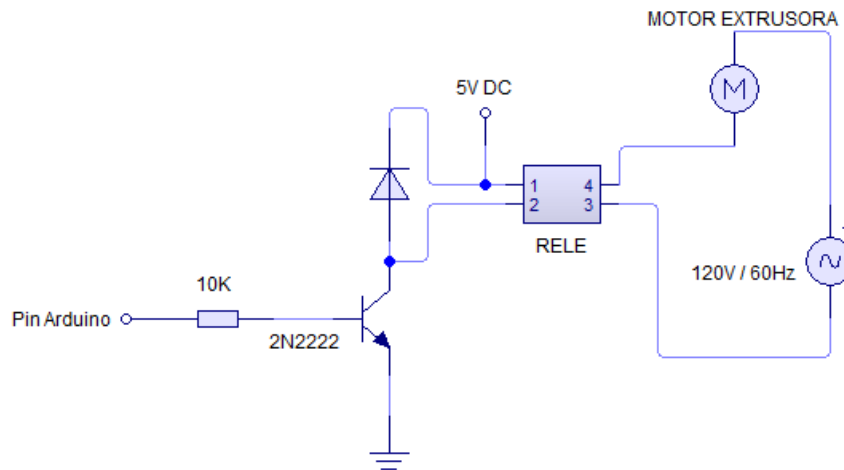 MOTOR EXTRUSORA
5V DC
M
1 4
2 3
RELE
120V / 60Hz
10K
Pin Arduino
2N2222